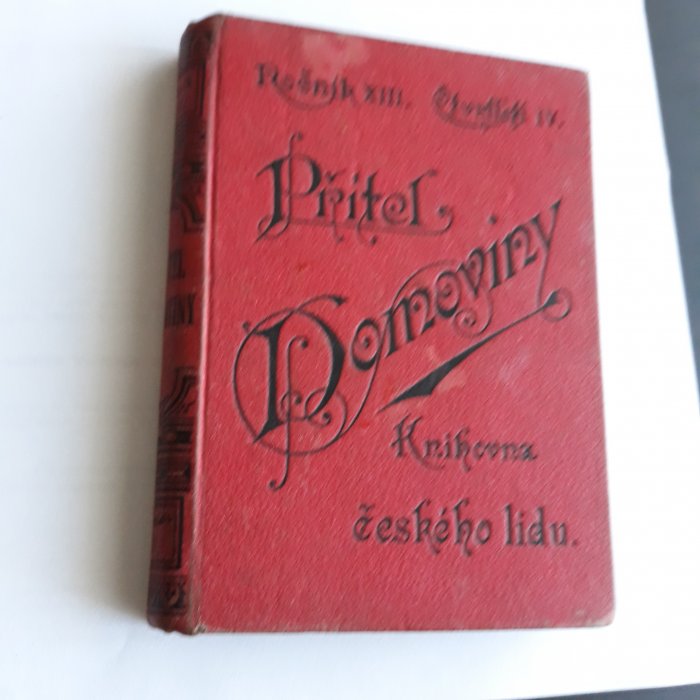 Ročník XIII. Čtvrtletí IV.
Přítel
Domoviny
Knihovna
českého lidu.